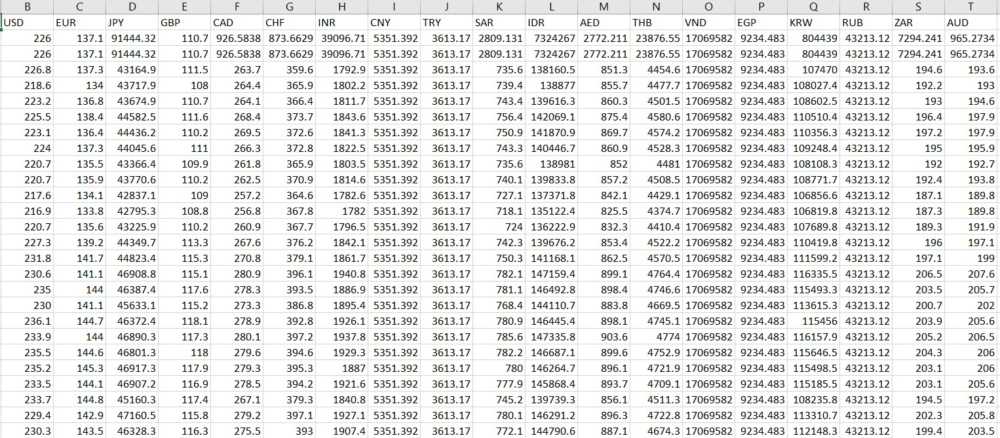 B C D E F G H I J K L M N O P Q R S T
USD EUR JPY GBP CAD CHF INR CNY TRY SAR IDR AED THB VND EGP KRW RUB ZAR AUD
226 137.1 91444.32 110.7 926.5838 873.6629 39096.71 5351.392 3613.17 2809.131 7324267 2772.211 23876.55 17069582 9234.483 804439 43213.12 7294.241 965.2734
226 137.1 91444.32 110.7 926.5838 873.6629 39096.71 5351.392 3613.17 2809.131 7324267 2772.211 23876.55 17069582 9234.483 804439 43213.12 7294.241 965.2734
226.8 137.3 43164.9 111.5 263.7 359.6 1792.9 5351.392 3613.17 735.6 138160.5 851.3 4454.6 17069582 9234.483 107470 43213.12 194.6 193.6
218.6 134 43717.9 108 264.4 365.9 1802.2 5351.392 3613.17 739.4 138877 855.7 4477.7 17069582 9234.483 108027.4 43213.12 192.2 193
223.2 136.8 43674.9 110.7 264.1 366.4 1811.7 5351.392 3613.17 743.4 139616.3 860.3 4501.5 17069582 9234.483 108602.5 43213.12 193 194.6
225.5 138.4 44582.5 111.6 268.4 373.7 1843.6 5351.392 3613.17 756.4 142069.1 875.4 4580.6 17069582 9234.483 110510.4 43213.12 196.4 197.9
223.1 136.4 44436.2 110.2 269.5 372.6 1841.3 5351.392 3613.17 750.9 141870.9 869.7 4574.2 17069582 9234.483 110356.3 43213.12 197.2 197.9
224 137.3 44045.6 111 266.3 372.8 1822.5 5351.392 3613.17 743.3 140446.7 860.9 4528.3 17069582 9234.483 109248.4 43213.12 195 195.9
220.7 135.5 43366.4 109.9 261.8 365.9 1803.5 5351.392 3613.17 735.6 138981 852 4481 17069582 9234.483 108108.3 43213.12 192 192.7
220.7 135.9 43770.6 110.2 262.5 370.9 1814.6 5351.392 3613.17 740.1 139833.8 857.2 4508.5 17069582 9234.483 108771.7 43213.12 192.4 193.8
217.6 134.1 42837.1 109 257.2 364.6 1782.6 5351.392 3613.17 727.1 137371.8 842.1 4429.1 17069582 9234.483 106856.6 43213.12 187.1 189.8
216.9 133.8 42795.3 108.8 256.8 367.8 1782 5351.392 3613.17 718.1 135122.4 825.5 4374.7 17069582 9234.483 106819.8 43213.12 187.3 189.8
220.7 135.6 43225.9 110.2 260.9 367.7 1796.5 5351.392 3613.17 724 136222.9 832.3 4410.4 17069582 9234.483 107689.8 43213.12 189.3 191.9
227.3 139.2 44349.7 113.3 267.6 376.2 1842.1 5351.392 3613.17 742.3 139676.2 853.4 4522.2 17069582 9234.483 110419.8 43213.12 196 197.1
231.8 141.7 44823.4 115.3 270.8 379.1 1861.7 5351.392 3613.17 750.3 141168.1 862.5 4570.5 17069582 9234.483 111599.2 43213.12 197.1 199
230.6 141.1 46908.8 115.1 280.9 396.1 1940.8 5351.392 3613.17 782.1 147159.4 899.1 4764.4 17069582 9234.483 116335.5 43213.12 206.5 207.6
235 144 46387.4 117.6 278.3 393.5 1886.9 5351.392 3613.17 781.1 146492.8 898.4 4746.6 17069582 9234.483 115493.3 43213.12 203.5 205.7
230 141.1 45633.1 115.2 273.3 386.8 1895.4 5351.392 3613.17 768.4 144110.7 883.8 4669.5 17069582 9234.483 113615.3 43213.12 200.7 202
236.1 144.7 46372.4 118.1 278.9 392.8 1926.1 5351.392 3613.17 780.9 146445.4 898.1 4745.1 17069582 9234.483 115456 43213.12 203.9 205.6
233.9 144 46890.3 117.3 280.1 397.2 1937.8 5351.392 3613.17 785.6 147335.8 903.6 4774 17069582 9234.483 116157.9 43213.12 205.2 206.5
235.5 144.6 46801.3 118 279.6 394.6 1929.3 5351.392 3613.17 782.2 146687.1 899.6 4752.9 17069582 9234.483 115646.5 43213.12 204.3 206
235.2 145.3 46917.3 117.9 279.3 395.3 1887 5351.392 3613.17 780 146264.7 896.1 4721.9 17069582 9234.483 115498.5 43213.12 203.1 206
233.5 144.1 46907.2 116.9 278.5 394.2 1921.6 5351.392 3613.17 777.9 145868.4 893.7 4709.1 17069582 9234.483 115185.5 43213.12 203.1 205.6
233.7 144.8 45160.3 117.4 267.1 379.3 1840.8 5351.392 3613.17 745.2 139739.3 856.1 4511.3 17069582 9234.483 108235.8 43213.12 194.5 197.2
229.4 142.9 47160.5 115.8 279.2 397.1 1927.1 5351.392 3613.17 780.1 146291.2 896.3 4722.8 17069582 9234.483 113310.7 43213.12 202.3 205.8
230.3 143.5 46328.3 116.3 275.5 393 1907.4 5351.392 3613.17 772.1 144790.6 887.1 4674.3 17069582 9234.483 112148.3 43213.12 199.4 203.5